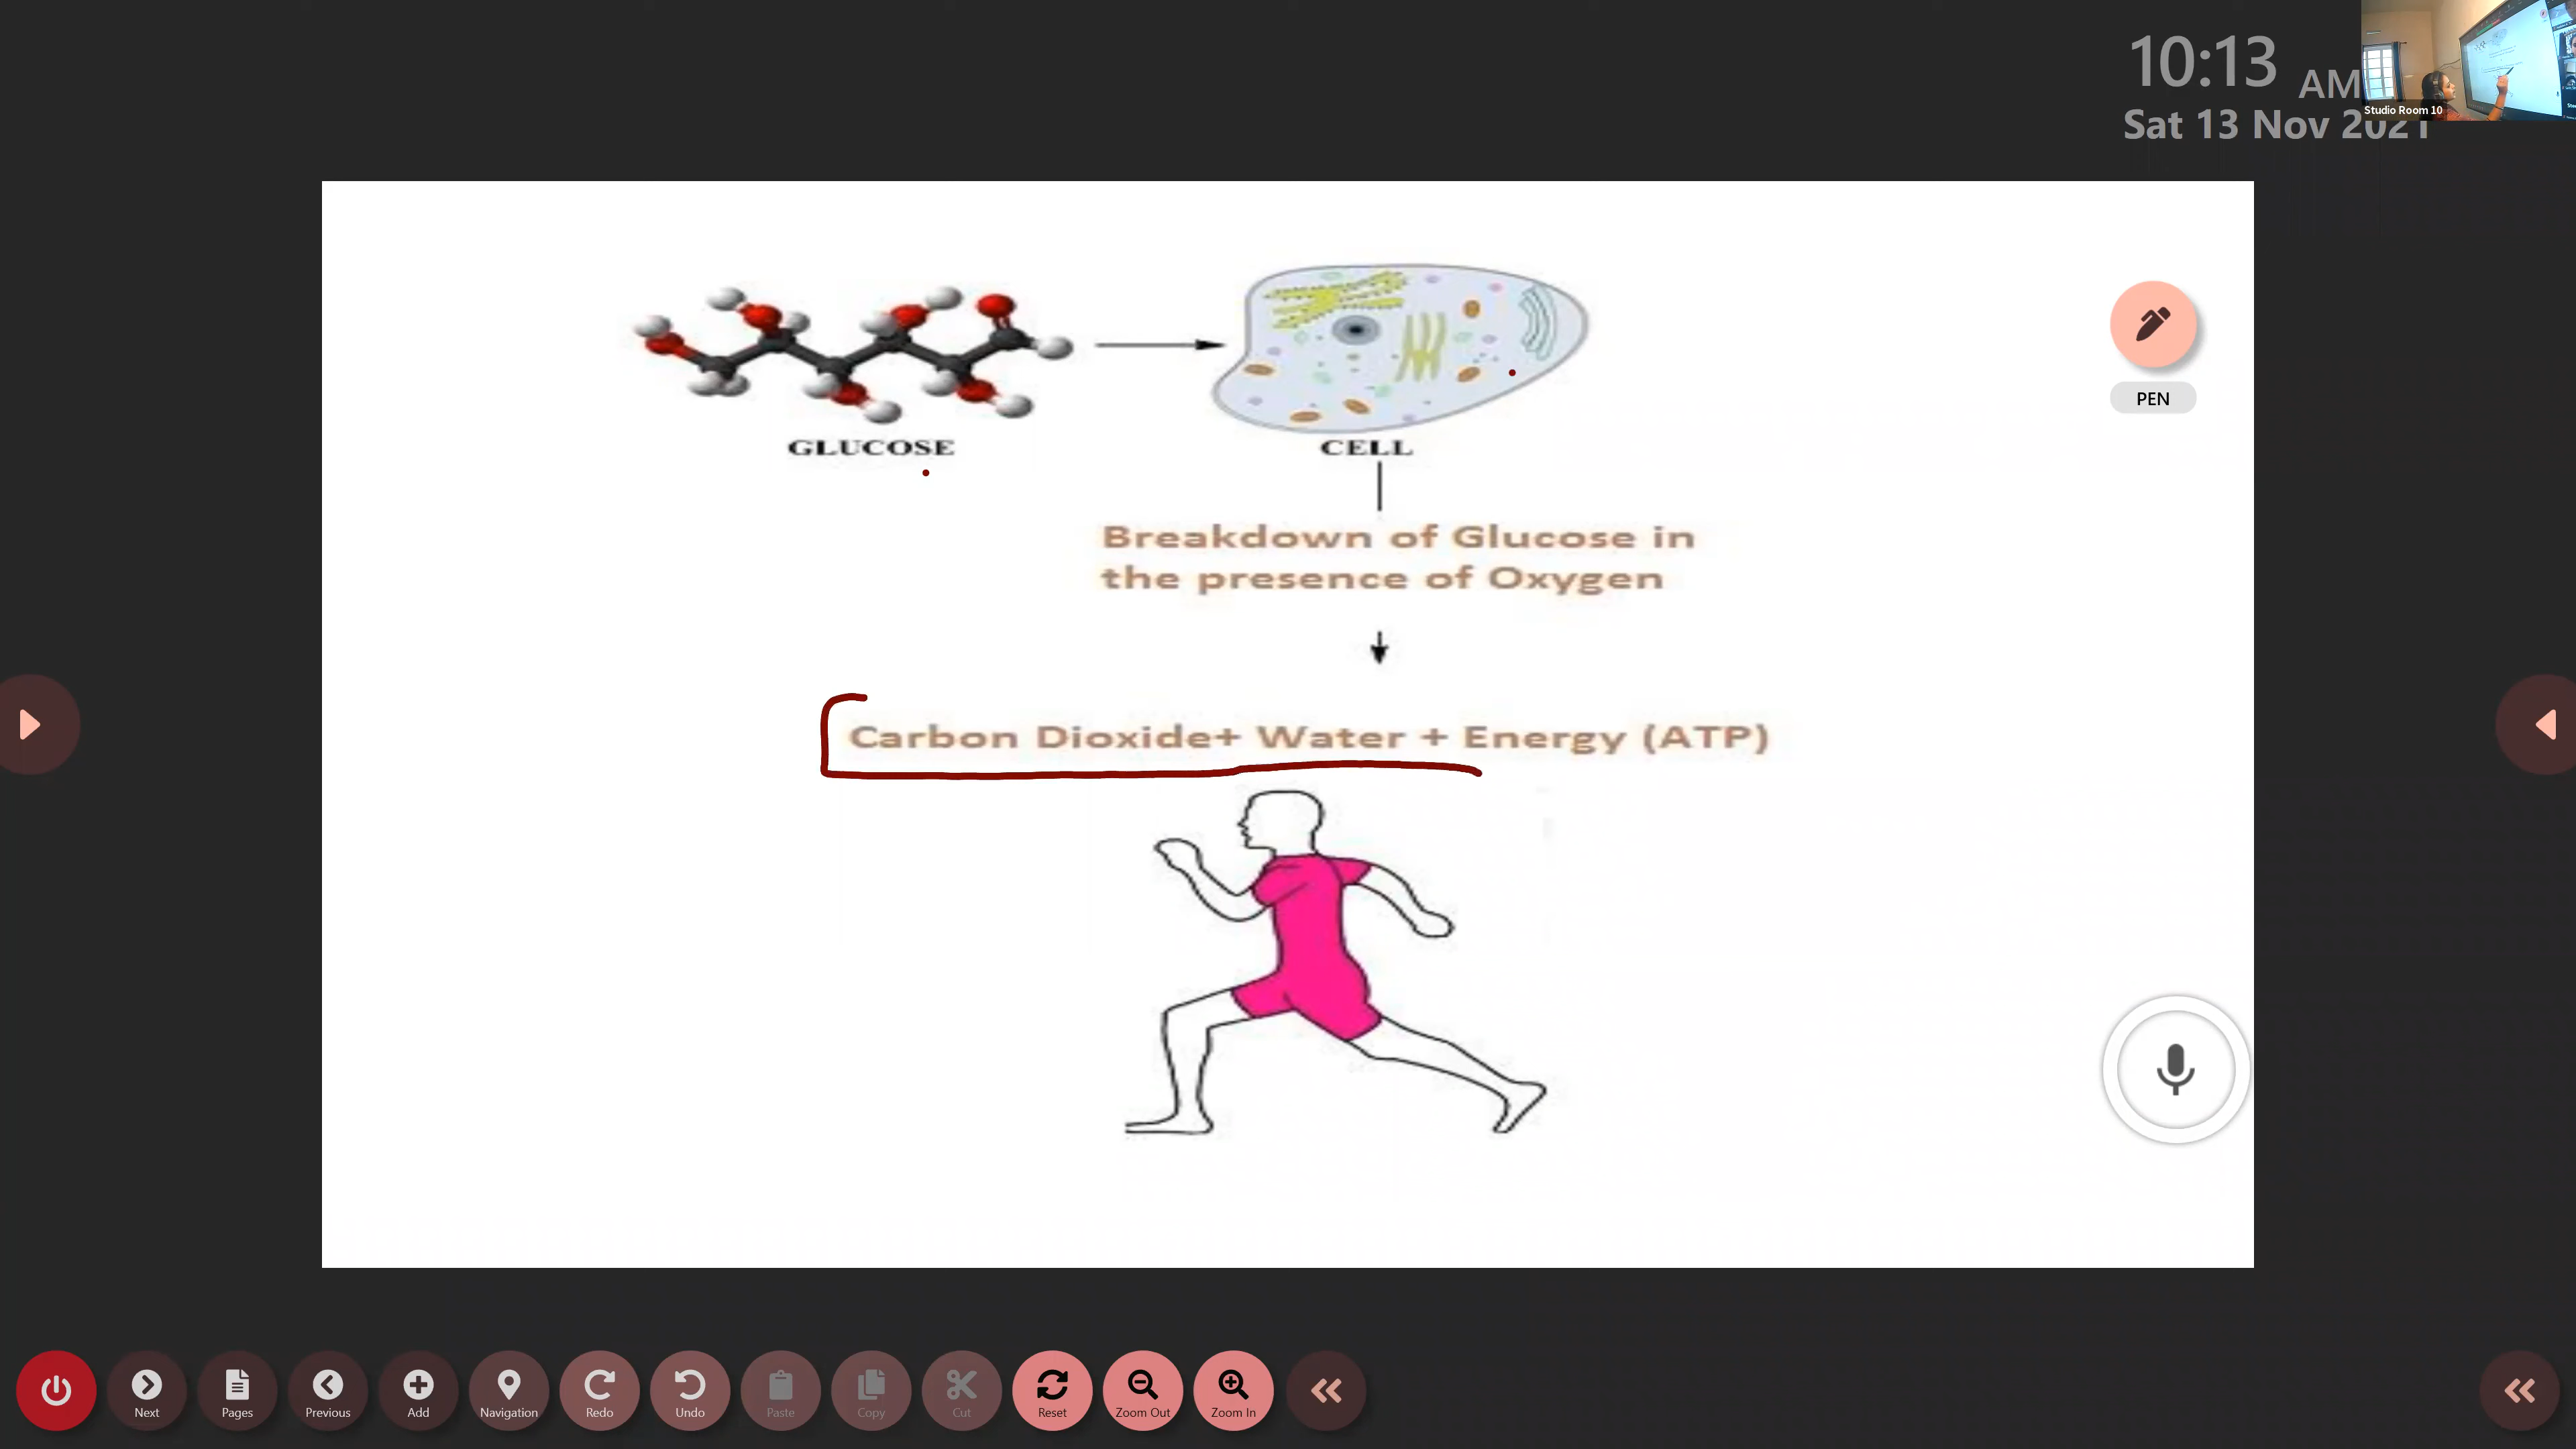 10:13 AM
Studio Room 10
Sat 13 Nov 2021
PEN
GLUCOSE
CELL
Breakdown of Glucose in
the presence of Oxygen
Carbon Dioxide+ Water + Energy (ATP)
Next
Pages
Previous
Add
Navigation
Redo
Undo
Paste
Copy
Cut
Reset
Zoom Out
Zoom In